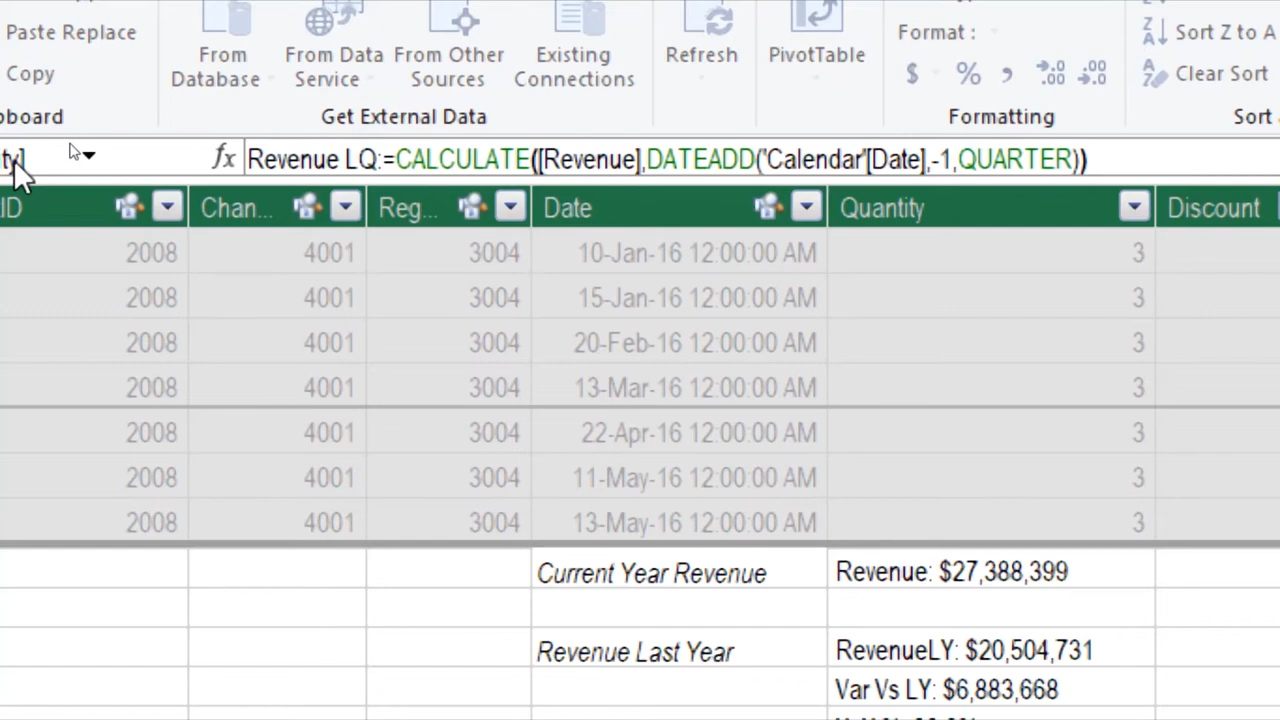 Paste Replace
Copy
From Database
From Data Service
From Other Sources
Existing Connections
Refresh
PivotTable
Format :
$ % , .00 .00
Sort Z to A
Clear Sort
Get External Data
Formatting
Sort
fx Revenue LQ:=CALCULATE([Revenue],DATEADD('Calendar'[Date],-1,QUARTER))
ID Chan... Reg... Date Quantity Discount
2008 4001 3004 10-Jan-16 12:00:00 AM 3
2008 4001 3004 15-Jan-16 12:00:00 AM 3
2008 4001 3004 20-Feb-16 12:00:00 AM 3
2008 4001 3004 13-Mar-16 12:00:00 AM 3
2008 4001 3004 22-Apr-16 12:00:00 AM 3
2008 4001 3004 11-May-16 12:00:00 AM 3
2008 4001 3004 13-May-16 12:00:00 AM 3
Current Year Revenue Revenue: $27,388,399
Revenue Last Year RevenueLY: $20,504,731
Var Vs LY: $6,883,668